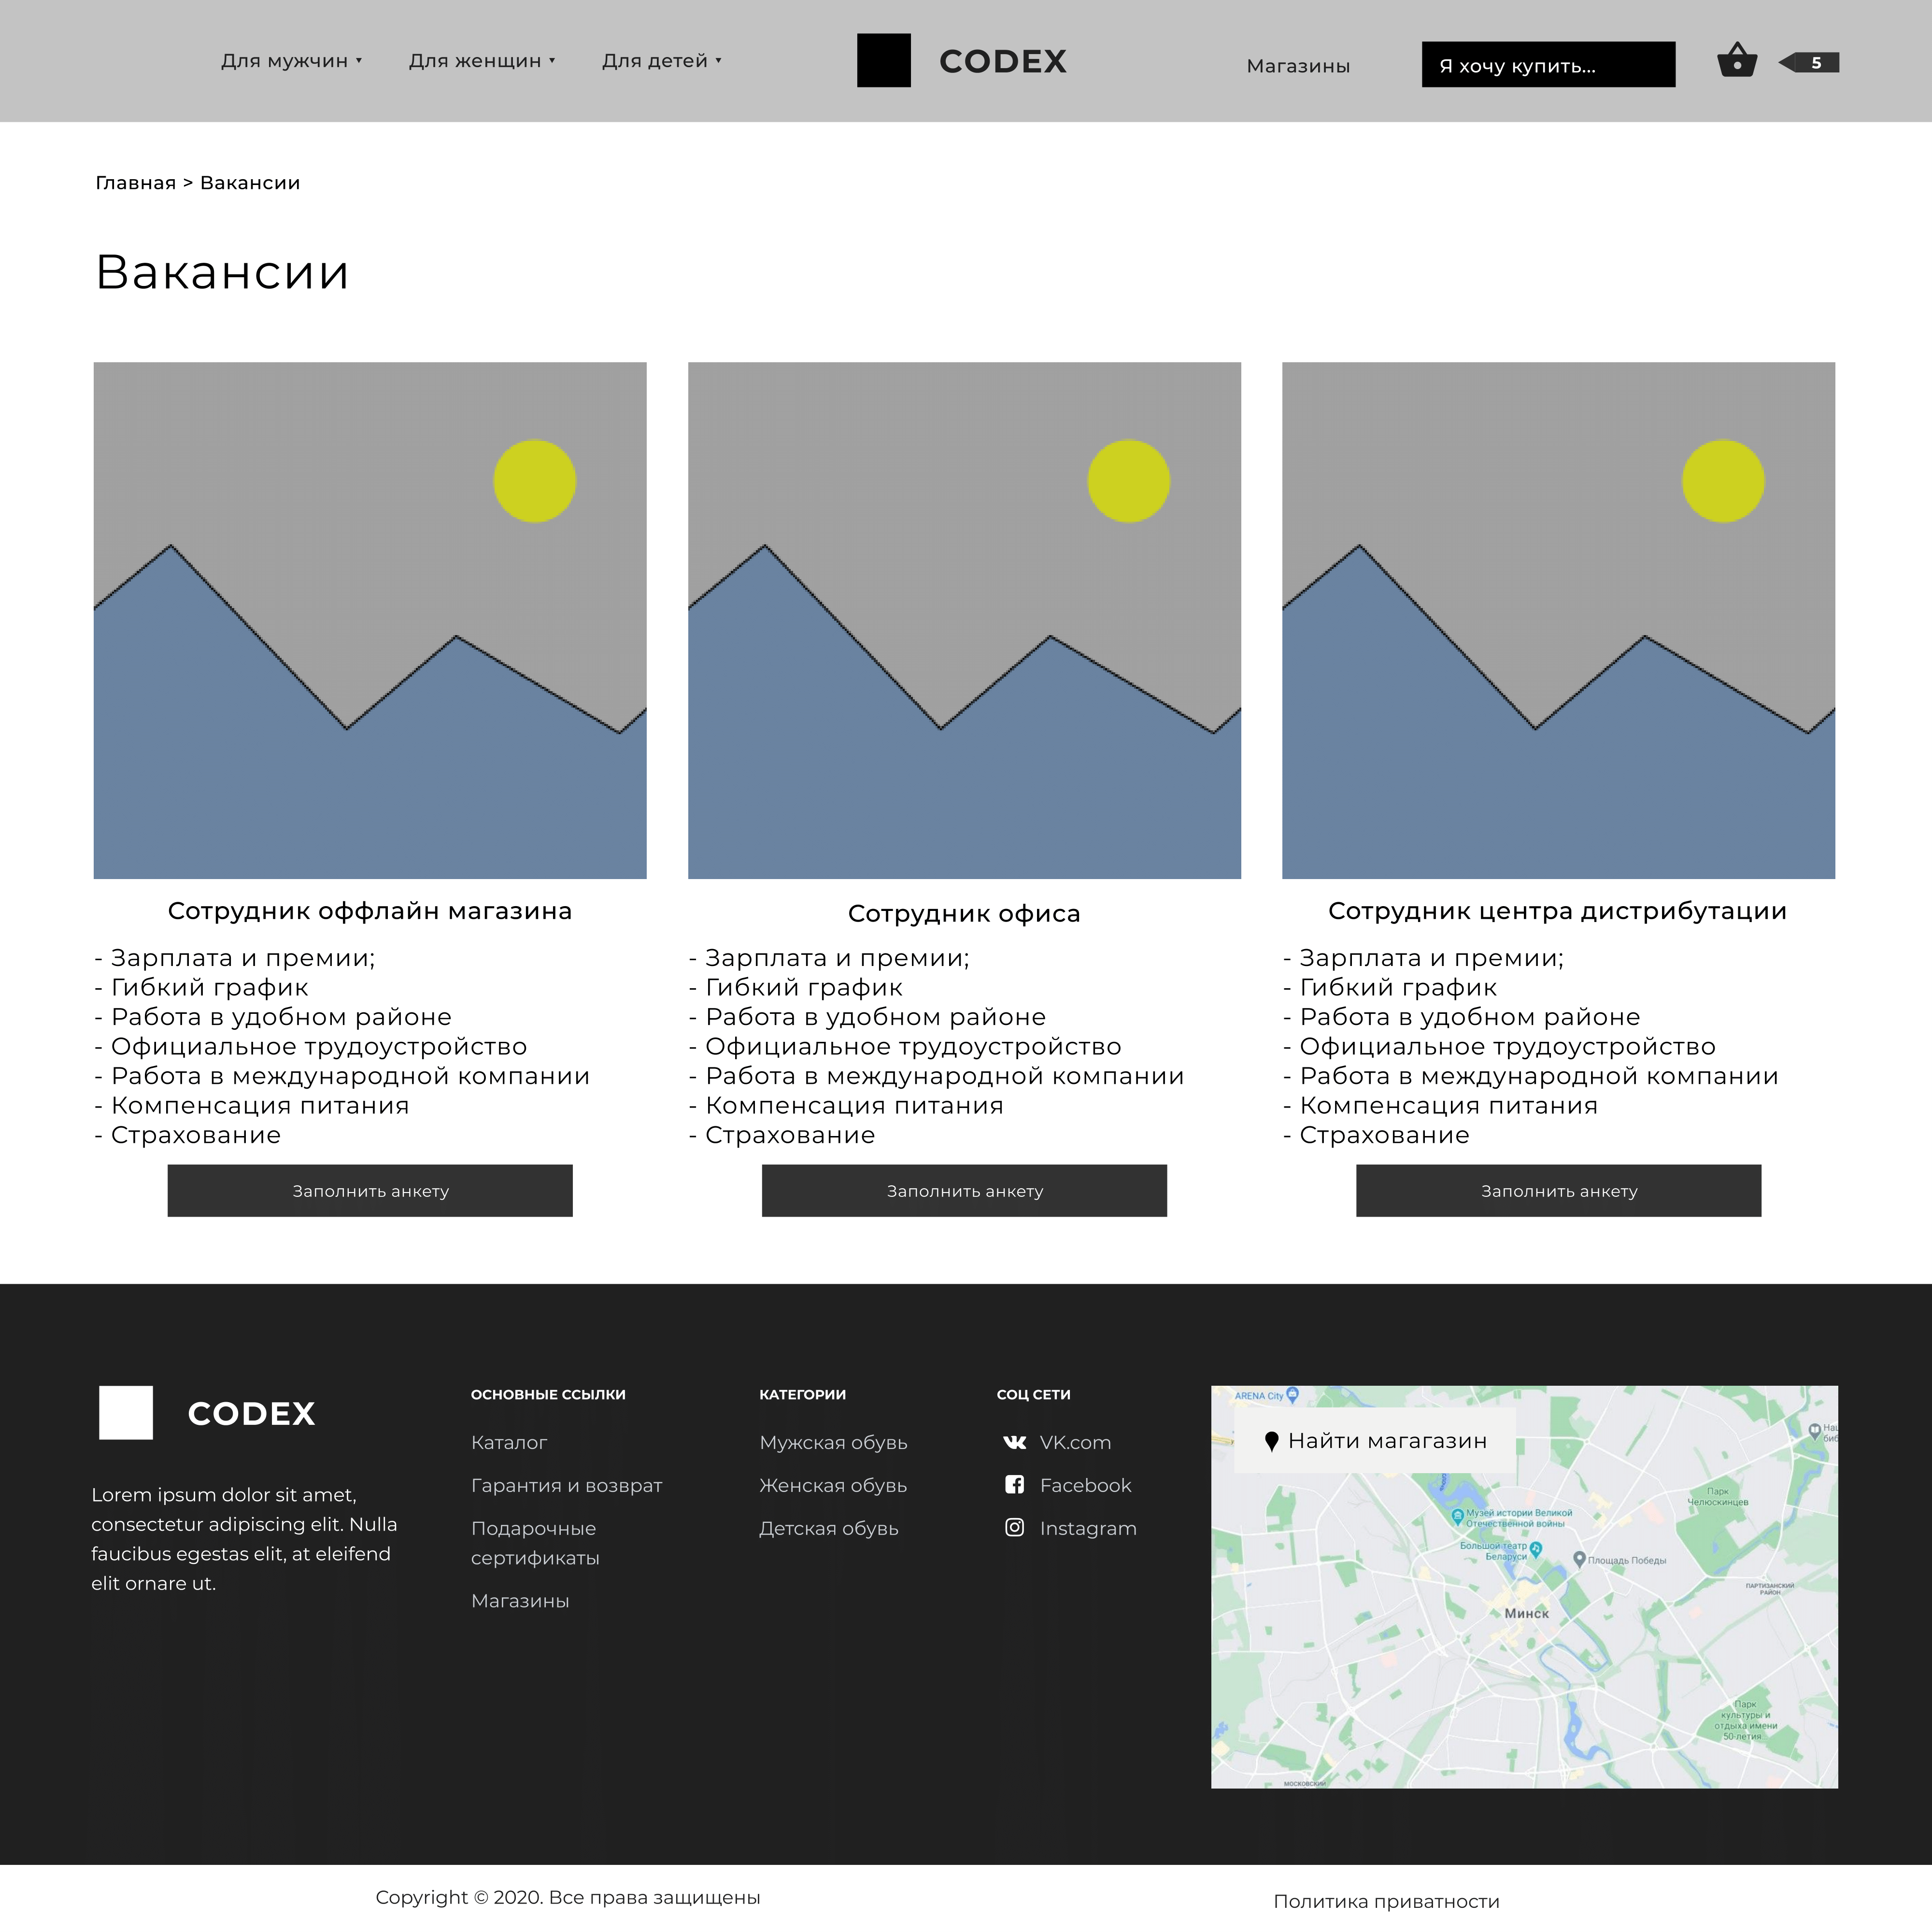 Для мужчин ▾ Для женщин ▾ Для детей ▾ CODEX Магазины Я хочу купить... 5
Главная > Вакансии
Вакансии
Сотрудник оффлайн магазина
- Зарплата и премии;
- Гибкий график
- Работа в удобном районе
- Официальное трудоустройство
- Работа в международной компании
- Компенсация питания
- Страхование
Заполнить анкету
Сотрудник офиса
- Зарплата и премии;
- Гибкий график
- Работа в удобном районе
- Официальное трудоустройство
- Работа в международной компании
- Компенсация питания
- Страхование
Заполнить анкету
Сотрудник центра дистрибутации
- Зарплата и премии;
- Гибкий график
- Работа в удобном районе
- Официальное трудоустройство
- Работа в международной компании
- Компенсация питания
- Страхование
Заполнить анкету
CODEX
Lorem ipsum dolor sit amet,
consectetur adipiscing elit. Nulla
faucibus egestas elit, at eleifend
elit ornare ut.
ОСНОВНЫЕ ССЫЛКИ
Каталог
Гарантия и возврат
Подарочные
сертификаты
Магазины
КАТЕГОРИИ
Мужская обувь
Женская обувь
Детская обувь
СОЦ СЕТИ
VK.com
Facebook
Instagram
ARENA City
Найти магагазин
Парк
Челюскинцев
Музей истории Великой
Отечественной войны
Большой театр
Беларуси
Площадь Победы
ПАРТИЗАНСКИЙ
РАЙОН
Минск
Парк
культуры и
отдыха имени
50-летия
МОСКОВСКИЙ
Copyright © 2020. Все права защищены
Политика приватности